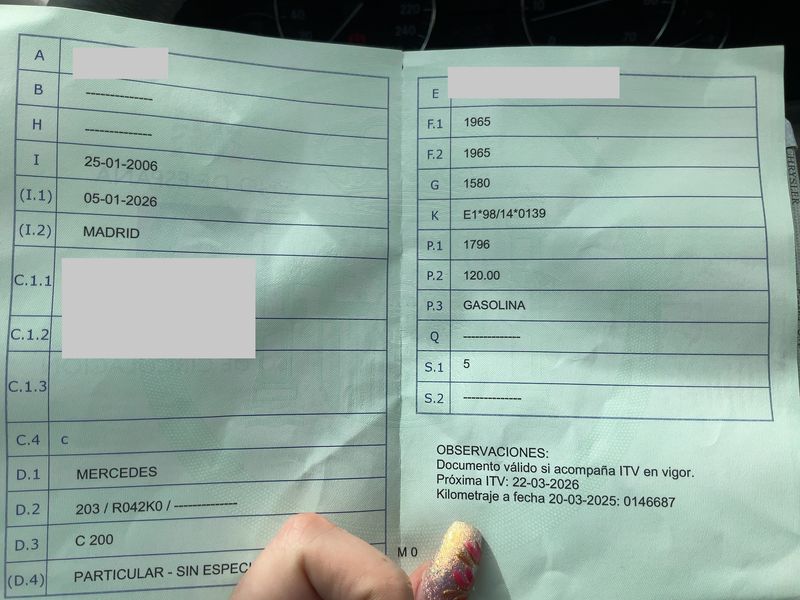 A
B --------------
H --------------
I 25-01-2006
(I.1) 05-01-2026
(I.2) MADRID
C.1.1
C.1.2
C.1.3
C.4 c
D.1 MERCEDES
D.2 203 / R042K0 / -------------
D.3 C 200
(D.4) PARTICULAR - SIN
E
F.1 1965
F.2 1965
G 1580
K E1*98/14*0139
P.1 1796
P.2 120.00
P.3 GASOLINA
Q -------------
S.1 5
S.2 -------------
OBSERVACIONES:
Documento válido si acompaña ITV en vigor.
Próxima ITV: 22-03-2026
Kilometraje a fecha 20-03-2025: 0146687
M 0
CHRYSLER